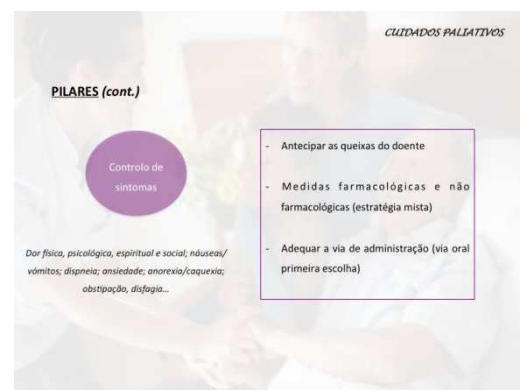 CUIDADOS PALIATIVOS
PILARES (cont.)
Controlo de
sintomas
- Antecipar as queixas do doente
- Medidas farmacológicas e não
farmacológicas (estratégia mista)
- Adequar a via de administração (via oral
primeira escolha)
Dor física, psicológica, espiritual e social; náuseas/
vómitos; dispneia; ansiedade; anorexia/caquexia;
obstipação, disfagia...